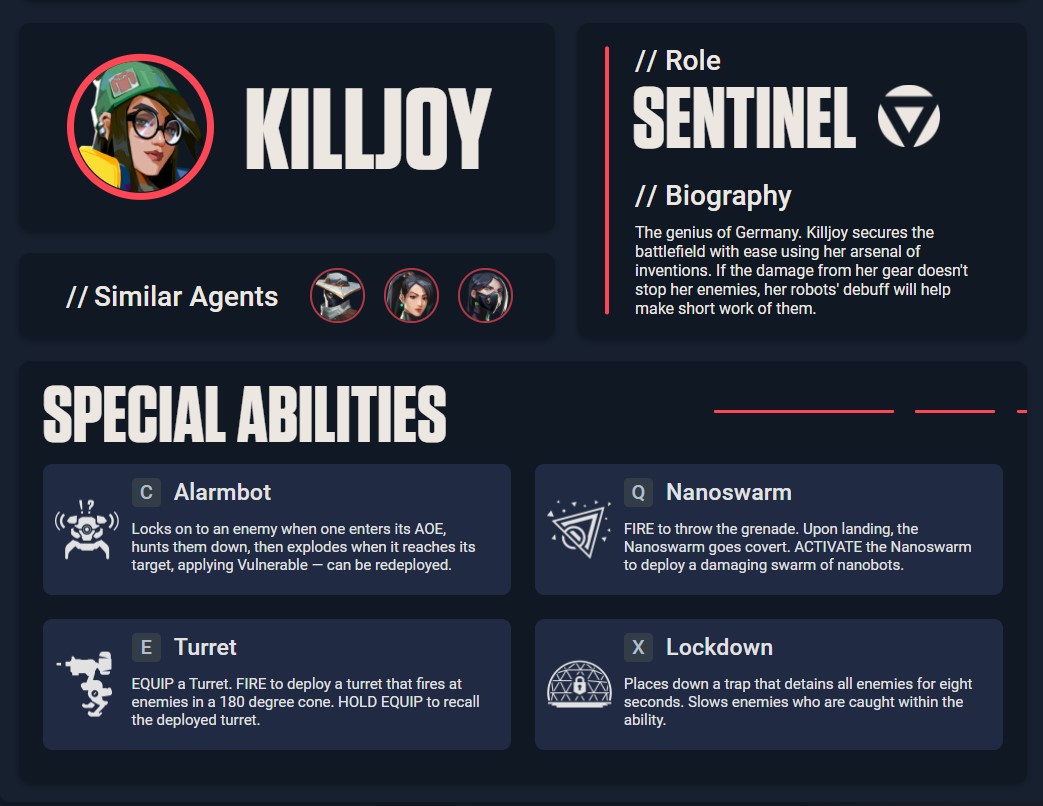 KILLJOY
// Similar Agents
// Role
SENTINEL
// Biography
The genius of Germany. Killjoy secures the
battlefield with ease using her arsenal of
inventions. If the damage from her gear doesn't
stop her enemies, her robots' debuff will help
make short work of them.
SPECIAL ABILITIES
C Alarmbot
Locks on to an enemy when one enters its AOE,
hunts them down, then explodes when it reaches its
target, applying Vulnerable — can be redeployed.
Q Nanoswarm
FIRE to throw the grenade. Upon landing, the
Nanoswarm goes covert. ACTIVATE the Nanoswarm
to deploy a damaging swarm of nanobots.
E Turret
EQUIP a Turret. FIRE to deploy a turret that fires at
enemies in a 180 degree cone. HOLD EQUIP to recall
the deployed turret.
X Lockdown
Places down a trap that detains all enemies for eight
seconds. Slows enemies who are caught within the
ability.